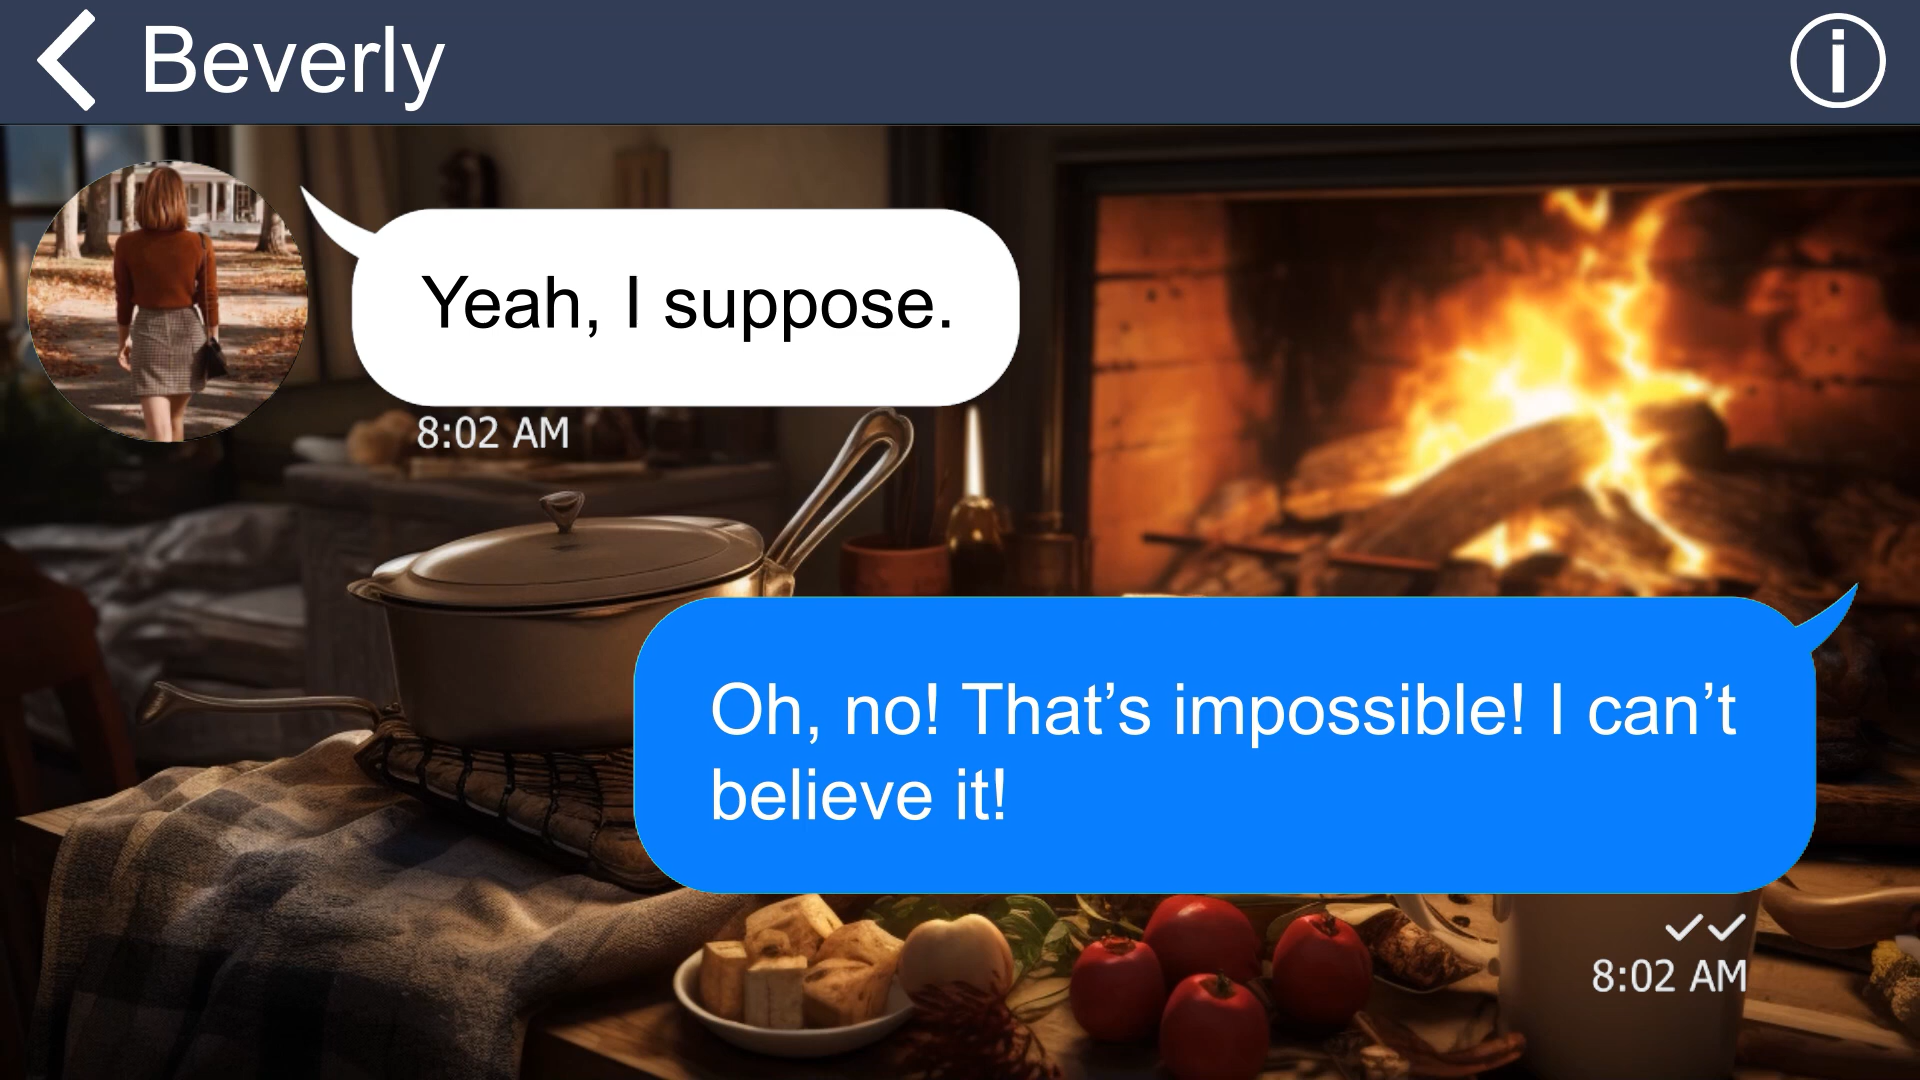 Beverly
Yeah, I suppose.
8:02 AM
Oh, no! That’s impossible! I can’t
believe it!
8:02 AM